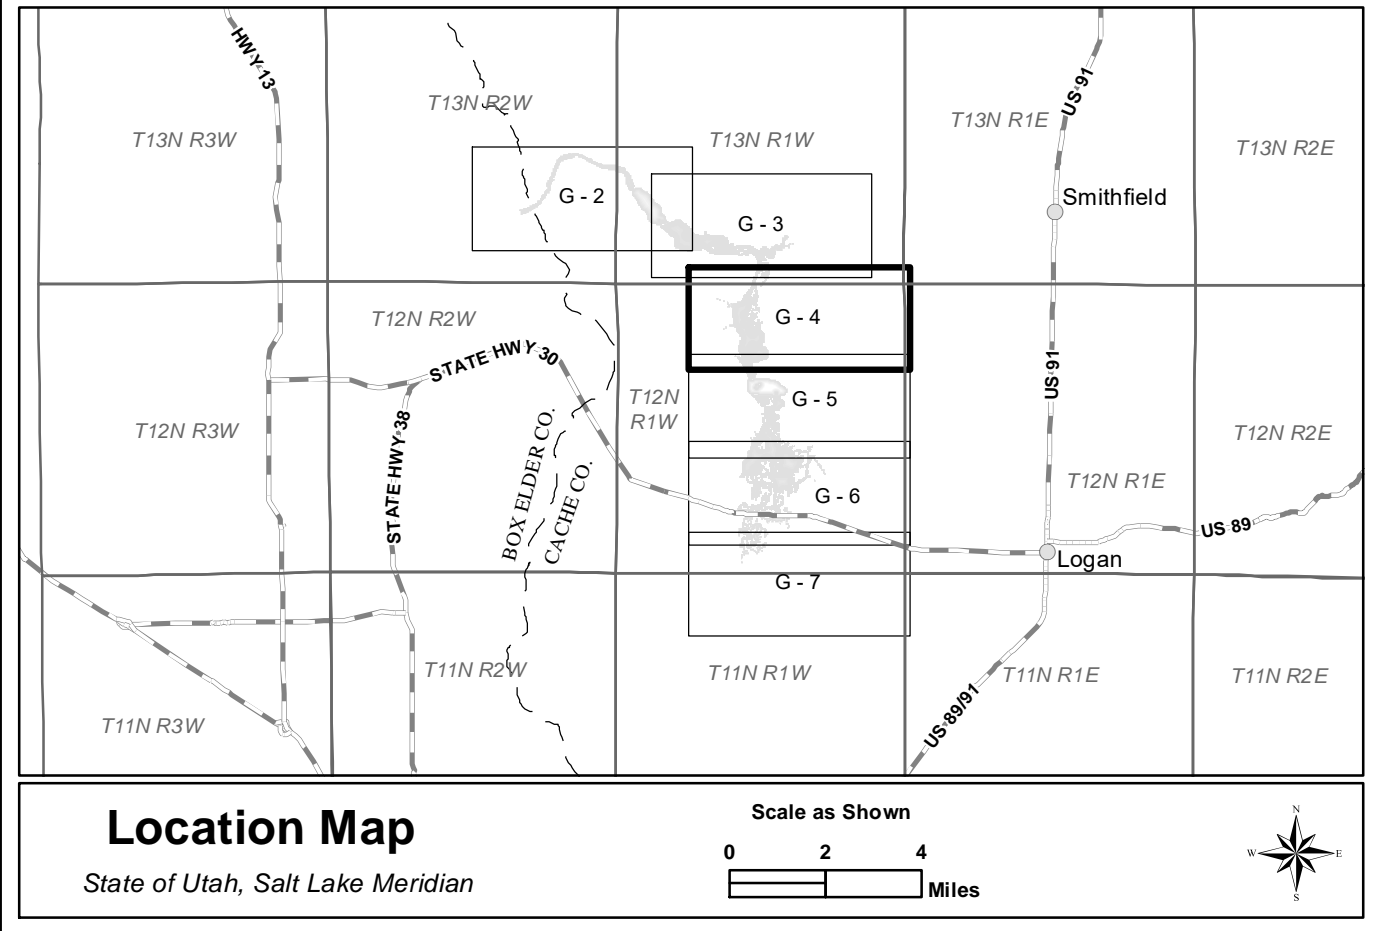 HWY 13
US 91
T13N R2W
T13N R3W
T13N R1W
T13N R1E
T13N R2E
G - 2
Smithfield
G - 3
T12N R2W
G - 4
STATE HWY 30
US 91
T12N
R1W
G - 5
T12N R3W
STATE HWY 38
BOX ELDER CO.
CACHE CO.
T12N R2E
T12N R1E
G - 6
US 89
Logan
G - 7
T11N R2W
T11N R1W
T11N R1E
T11N R2E
T11N R3W
US 89/91
Location Map
State of Utah, Salt Lake Meridian
Scale as Shown
0 2 4
Miles
N
W E
S